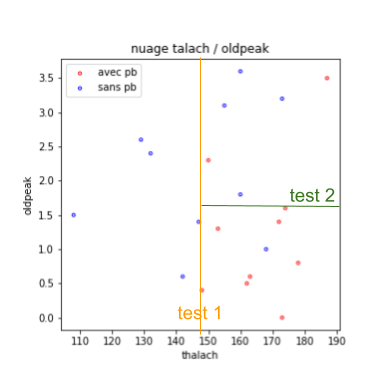 nuage talach / oldpeak
avec pb
sans pb
3.5
3.0
2.5
2.0
1.5
1.0
0.5
0.0
oldpeak
test 2
test 1
110 120 130 140 150 160 170 180 190
thalach